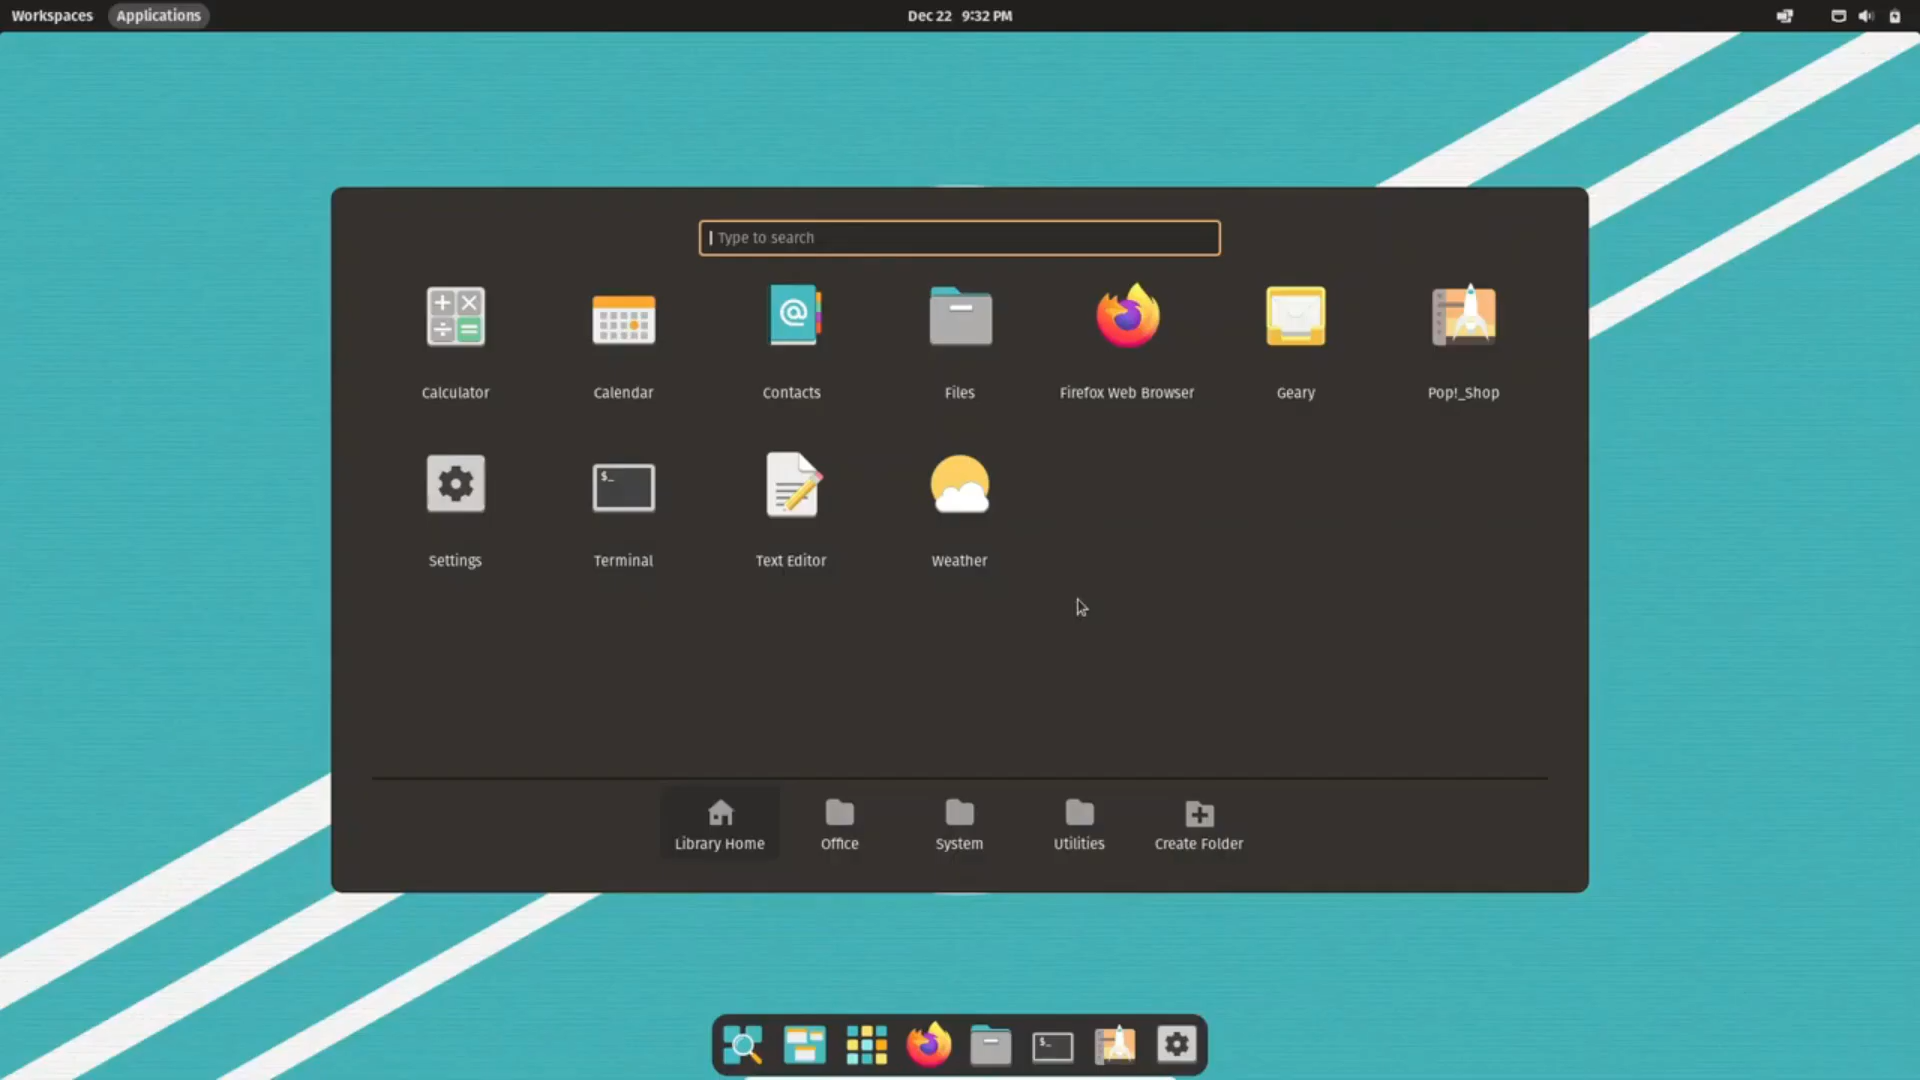 Workspaces Applications Dec 22 9:32 PM
Type to search
Calculator Calendar Contacts Files Firefox Web Browser Geary Pop!_Shop
$_
Settings Terminal Text Editor Weather
Library Home Office System Utilities Create Folder
$_